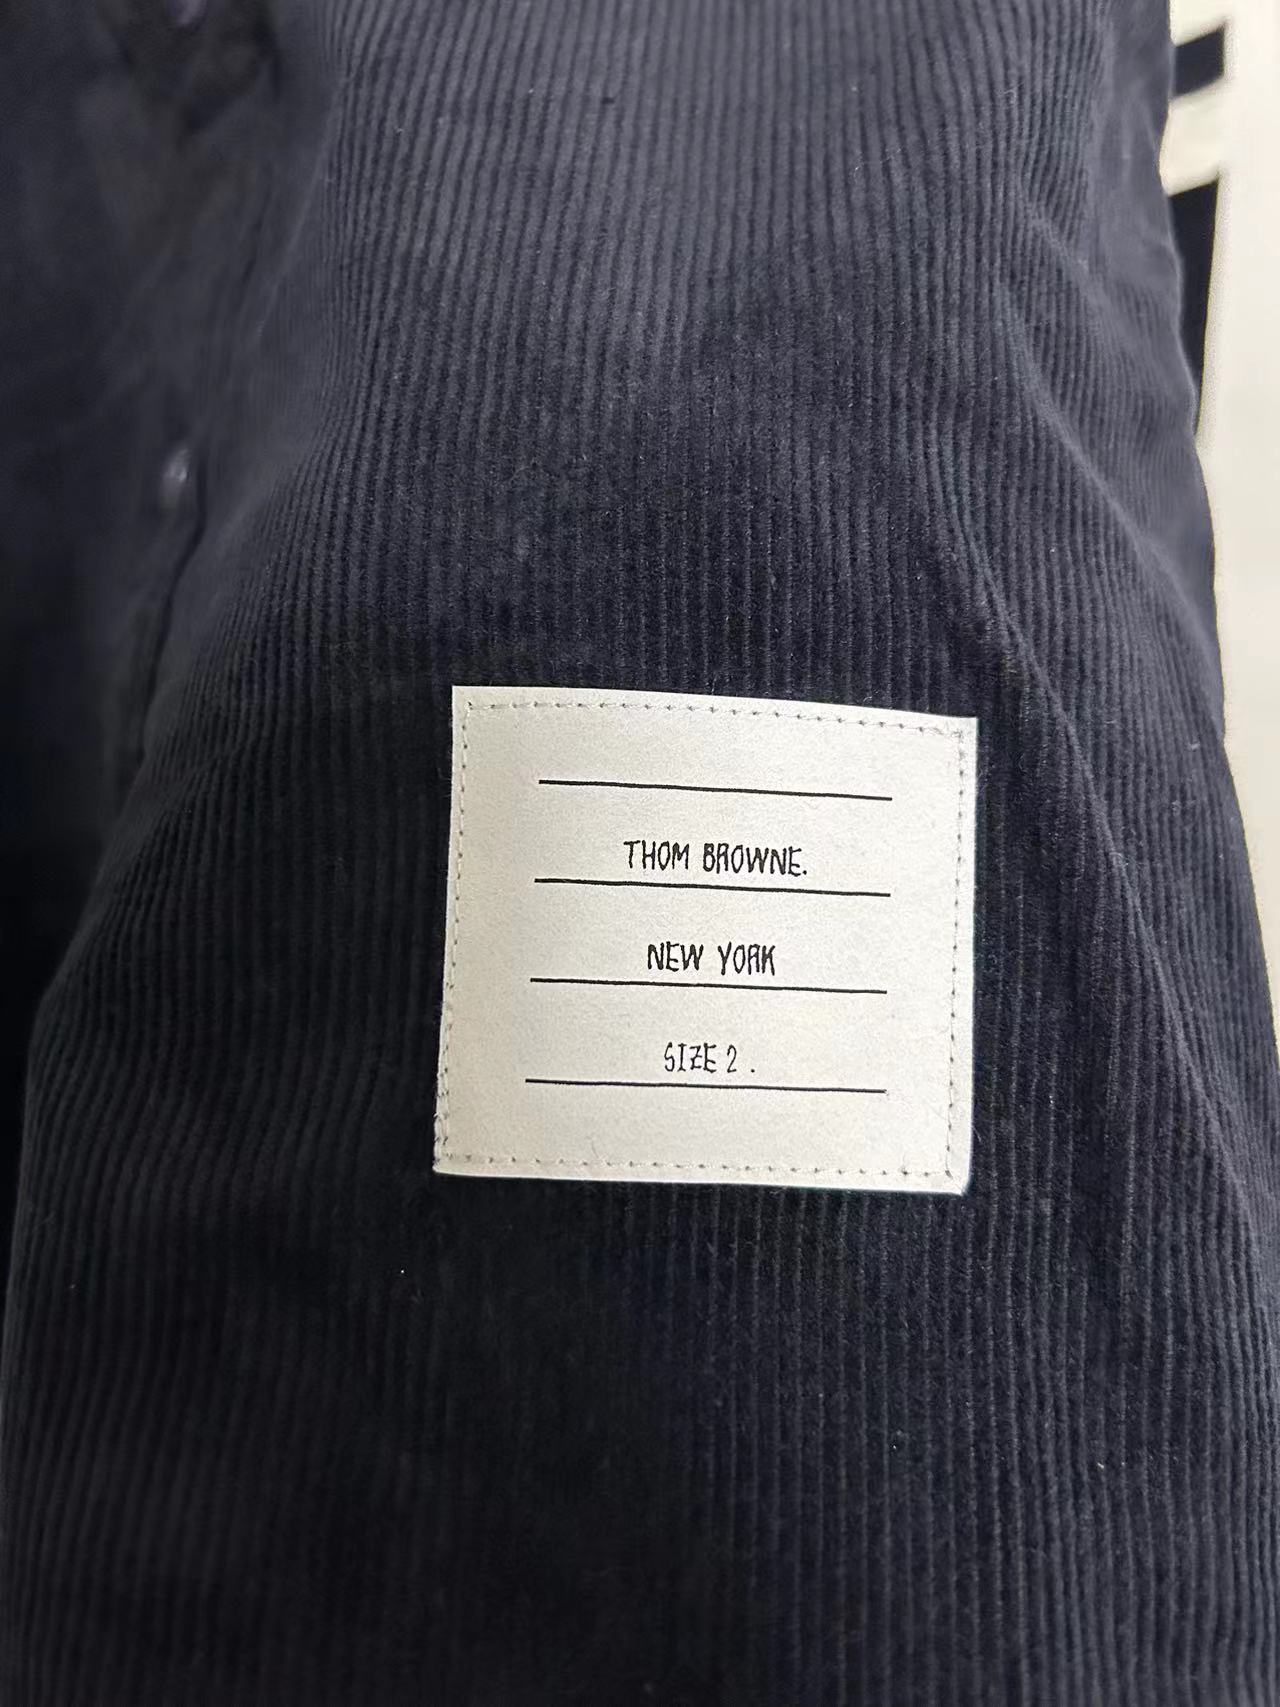 THOM BROWNE.
NEW YORK
SIZE 2 .